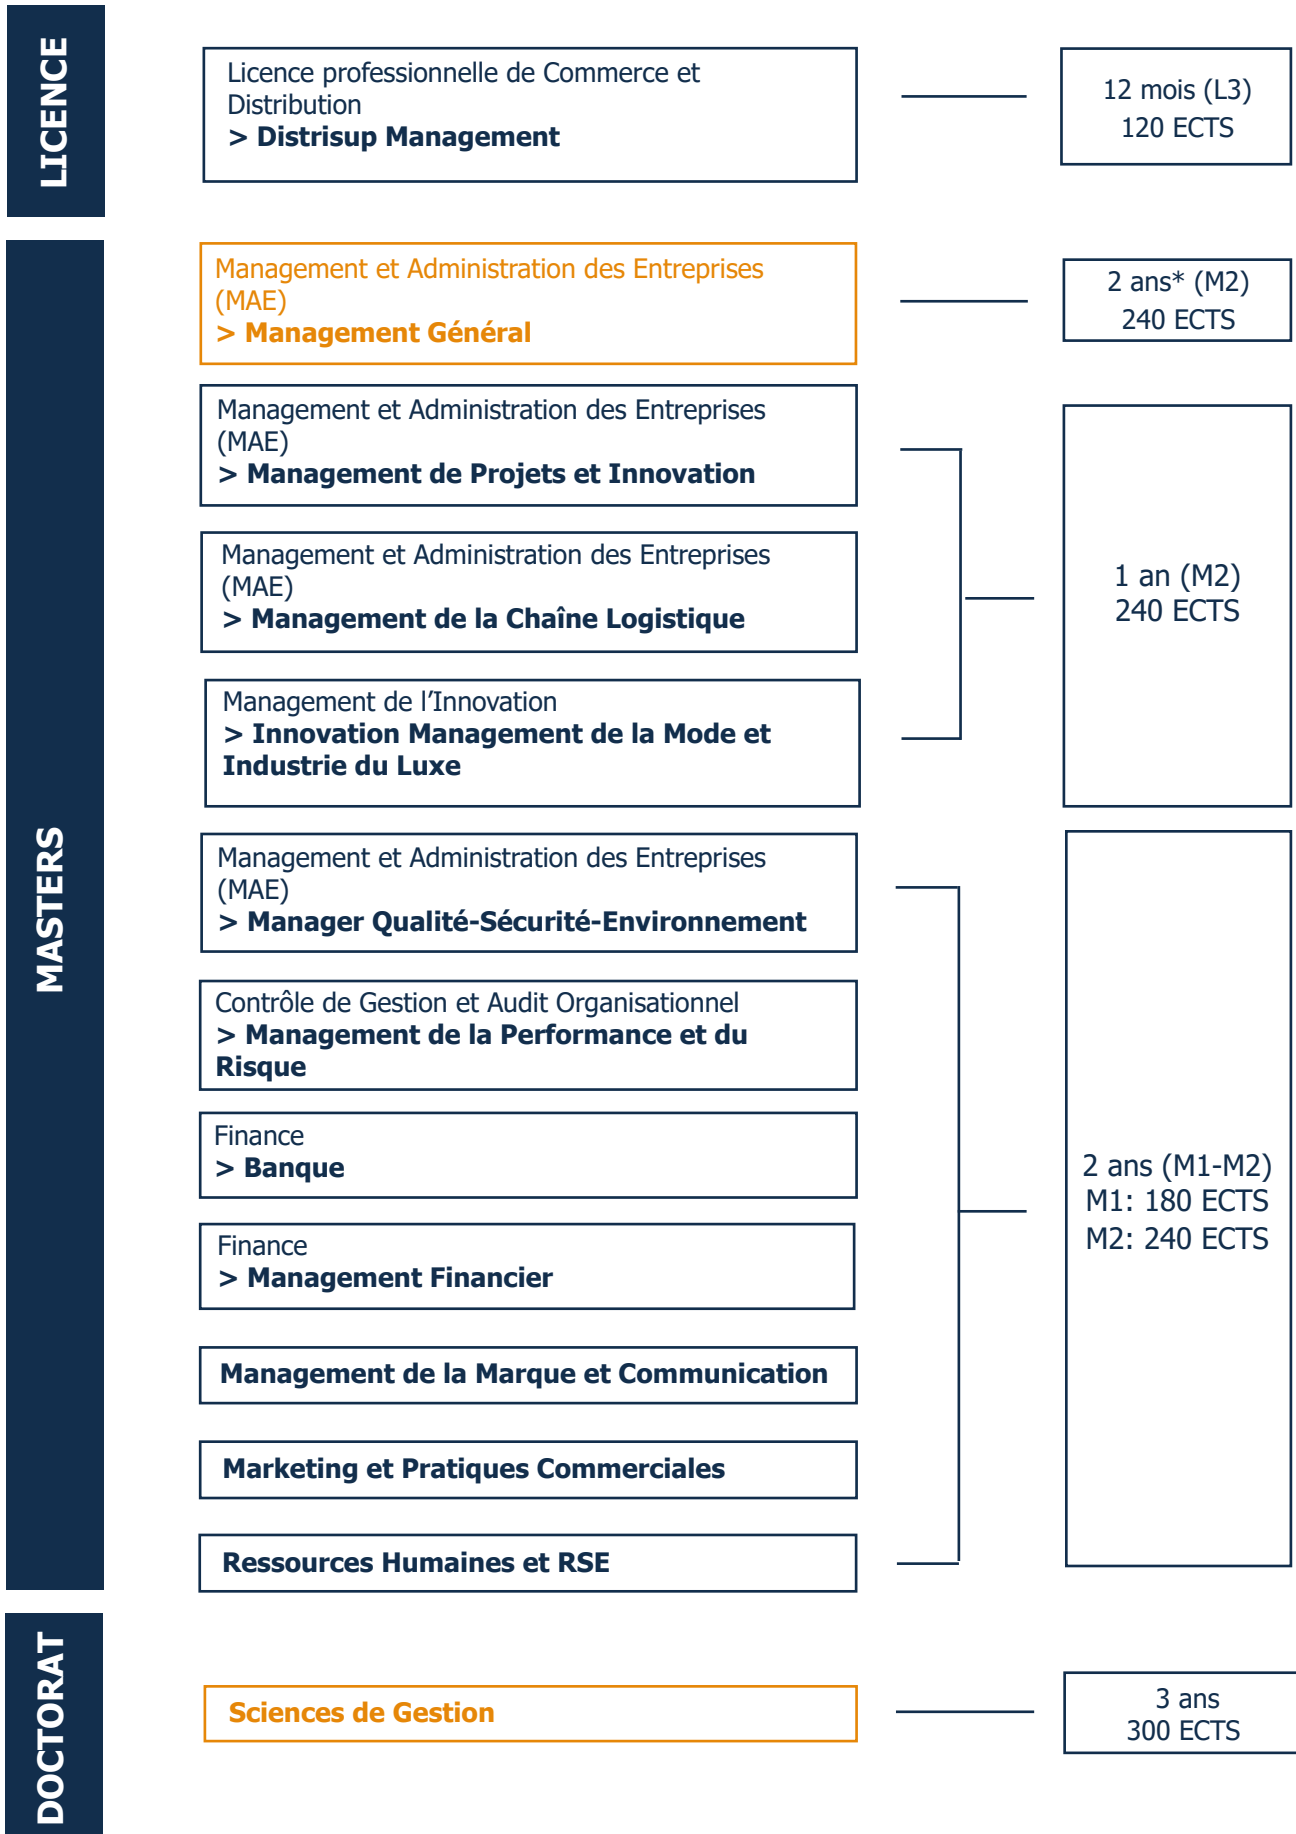 LICENCE
Licence professionnelle de Commerce et
Distribution
> Distrisup Management
12 mois (L3)
120 ECTS
MASTERS
Management et Administration des Entreprises
(MAE)
> Management Général
2 ans* (M2)
240 ECTS
Management et Administration des Entreprises
(MAE)
> Management de Projets et Innovation
Management et Administration des Entreprises
(MAE)
> Management de la Chaîne Logistique
Management de l’Innovation
> Innovation Management de la Mode et
Industrie du Luxe
1 an (M2)
240 ECTS
Management et Administration des Entreprises
(MAE)
> Manager Qualité-Sécurité-Environnement
Contrôle de Gestion et Audit Organisationnel
> Management de la Performance et du
Risque
Finance
> Banque
Finance
> Management Financier
Management de la Marque et Communication
Marketing et Pratiques Commerciales
Ressources Humaines et RSE
2 ans (M1-M2)
M1: 180 ECTS
M2: 240 ECTS
DOCTORAT
Sciences de Gestion
3 ans
300 ECTS